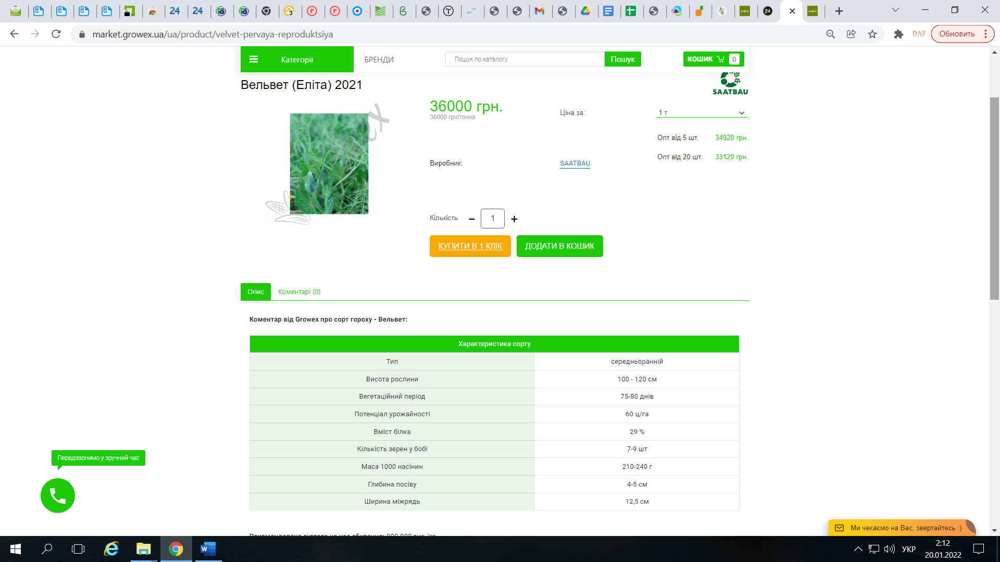 24
24
3
24
market.growex.ua/ua/product/velvet-pervaya-reproduktsiya
DAT
Обновить
Категорії
БРЕНДИ
Пошук по каталогу
Пошук
КОШИК
0
Вельвет (Еліта) 2021
SAATBAU
36000 грн.
36000 грн/тонна
Ціна за:
1 т
Опт від 5 шт. 34920 грн.
Опт від 20 шт. 33120 грн.
Виробник:
SAATBAU
Кількість
1
КУПИТИ В 1 КЛІК
ДОДАТИ В КОШИК
Опис
Коментарі (0)
Коментар від Growex про сорт гороху - Вельвет:
Характеристика сорту
Тип середньоранній
Висота рослини 100 - 120 см
Вегетаційний період 75-80 днів
Потенціал урожайності 60 ц/га
Вміст білка 29 %
Кількість зерен у бобі 7-9 шт
Маса 1000 насінин 210-240 г
Глибина посіву 4-5 см
Ширина міжрядь 12,5 см
Передзвонимо у зручний час
Ми чекаємо на Вас, звертайтесь :)
УКР
2:12
20.01.2022